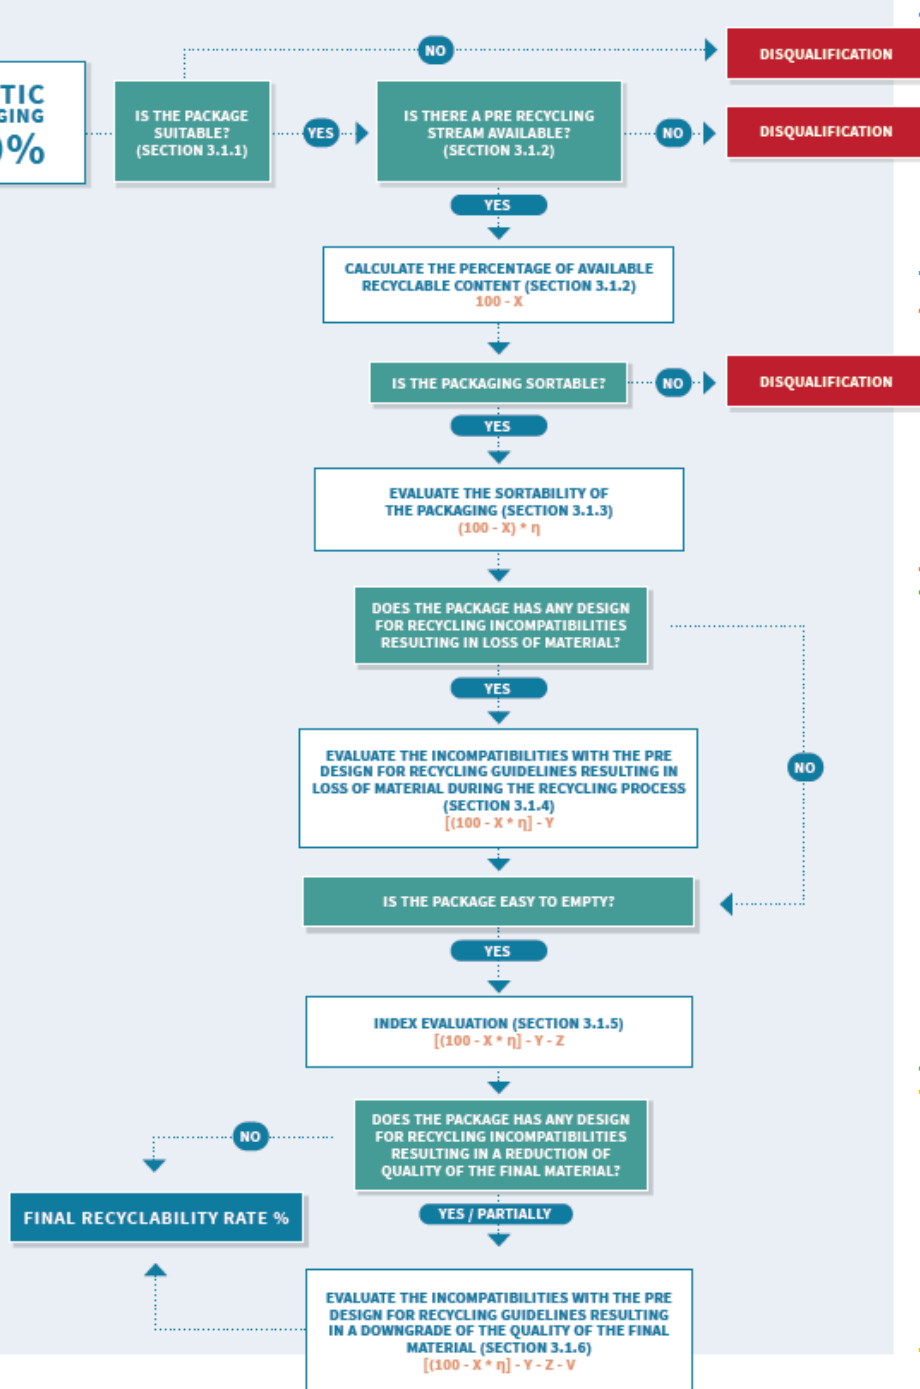 NO
DISQUALIFICATION
TIC
GING
%
IS THE PACKAGE
SUITABLE?
(SECTION 3.1.1)
YES
IS THERE A PRE RECYCLING
STREAM AVAILABLE?
(SECTION 3.1.2)
NO
DISQUALIFICATION
YES
CALCULATE THE PERCENTAGE OF AVAILABLE
RECYCLABLE CONTENT (SECTION 3.1.2)
100 - X
IS THE PACKAGING SORTABLE?
NO
DISQUALIFICATION
YES
EVALUATE THE SORTABILITY OF
THE PACKAGING (SECTION 3.1.3)
(100 - X) * η
DOES THE PACKAGE HAS ANY DESIGN
FOR RECYCLING INCOMPATIBILITIES
RESULTING IN LOSS OF MATERIAL?
YES
NO
EVALUATE THE INCOMPATIBILITIES WITH THE PRE
DESIGN FOR RECYCLING GUIDELINES RESULTING IN
LOSS OF MATERIAL DURING THE RECYCLING PROCESS
(SECTION 3.1.4)
[(100 - X * η] - Y
IS THE PACKAGE EASY TO EMPTY?
YES
INDEX EVALUATION (SECTION 3.1.5)
[(100 - X * η] - Y - Z
DOES THE PACKAGE HAS ANY DESIGN
FOR RECYCLING INCOMPATIBILITIES
RESULTING IN A REDUCTION OF
QUALITY OF THE FINAL MATERIAL?
NO
YES / PARTIALLY
FINAL RECYCLABILITY RATE %
EVALUATE THE INCOMPATIBILITIES WITH THE PRE
DESIGN FOR RECYCLING GUIDELINES RESULTING
IN A DOWNGRADE OF THE QUALITY OF THE FINAL
MATERIAL (SECTION 3.1.6)
[(100 - X * η] - Y - Z - V